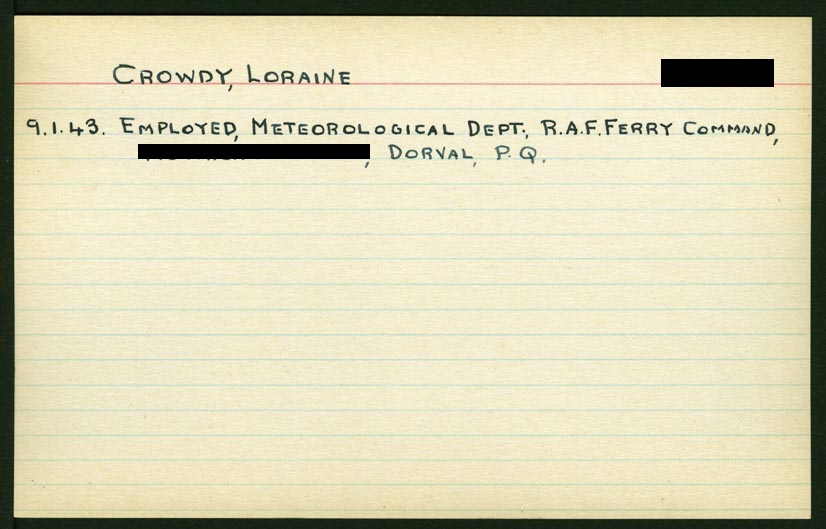 CROWDY, LORAINE
9.1.43. EMPLOYED, METEOROLOGICAL DEPT., R.A.F. FERRY COMMAND,
, DORVAL, P.Q.